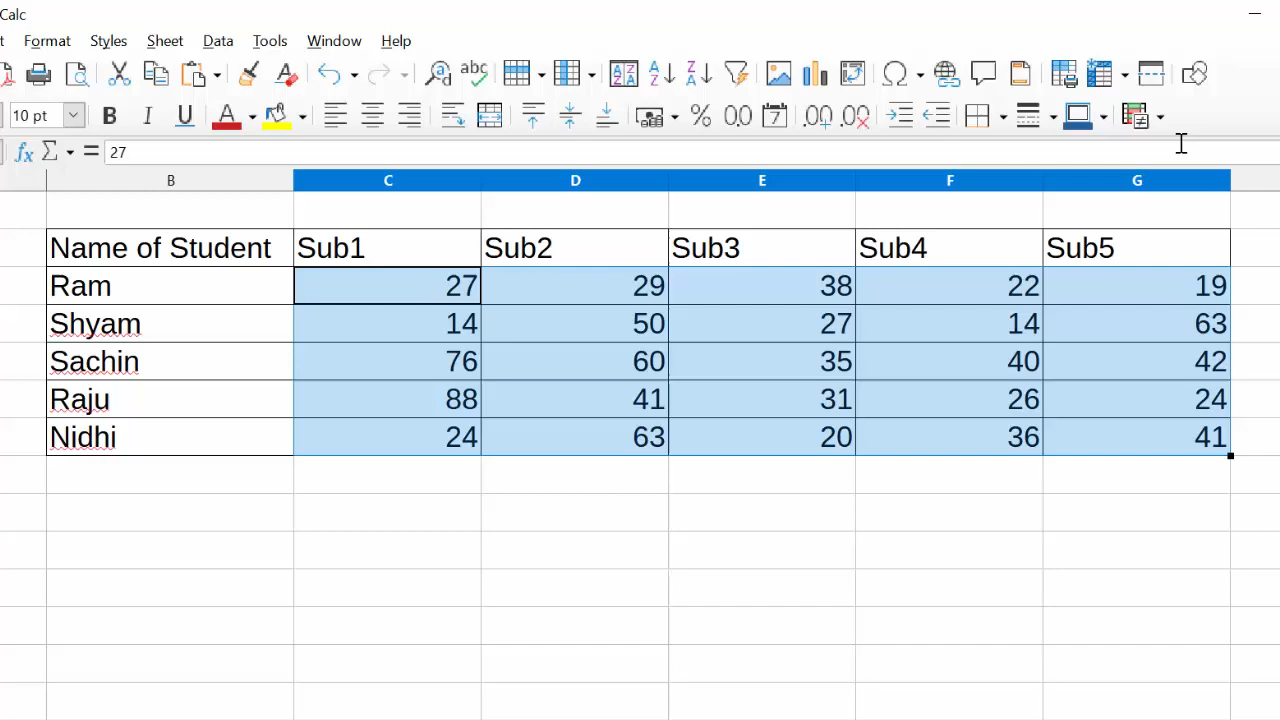 Calc
t Format Styles Sheet Data Tools Window Help
10 pt
27
B C D E F G
Name of Student Sub1 Sub2 Sub3 Sub4 Sub5
Ram 27 29 38 22 19
Shyam 14 50 27 14 63
Sachin 76 60 35 40 42
Raju 88 41 31 26 24
Nidhi 24 63 20 36 41